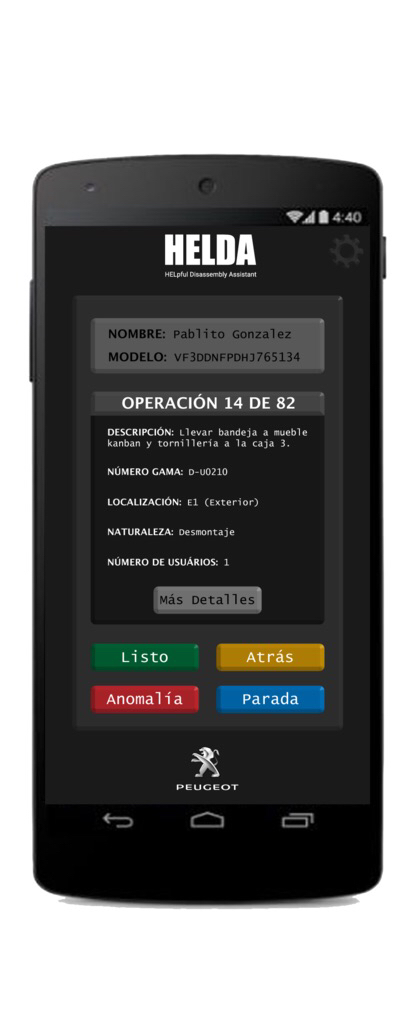 4:40
HELDA
HELpful Disassembly Assistant
NOMBRE: Pablito Gonzalez
MODELO: VF3DDNFPDHJ765134
OPERACIÓN 14 DE 82
DESCRIPCIÓN: Llevar bandeja a mueble
kanban y tornillería a la caja 3.
NÚMERO GAMA: D-U0210
LOCALIZACIÓN: E1 (Exterior)
NATURALEZA: Desmontaje
NÚMERO DE USUÁRIOS: 1
Más Detalles
Listo
Atrás
Anomalía
Parada
PEUGEOT